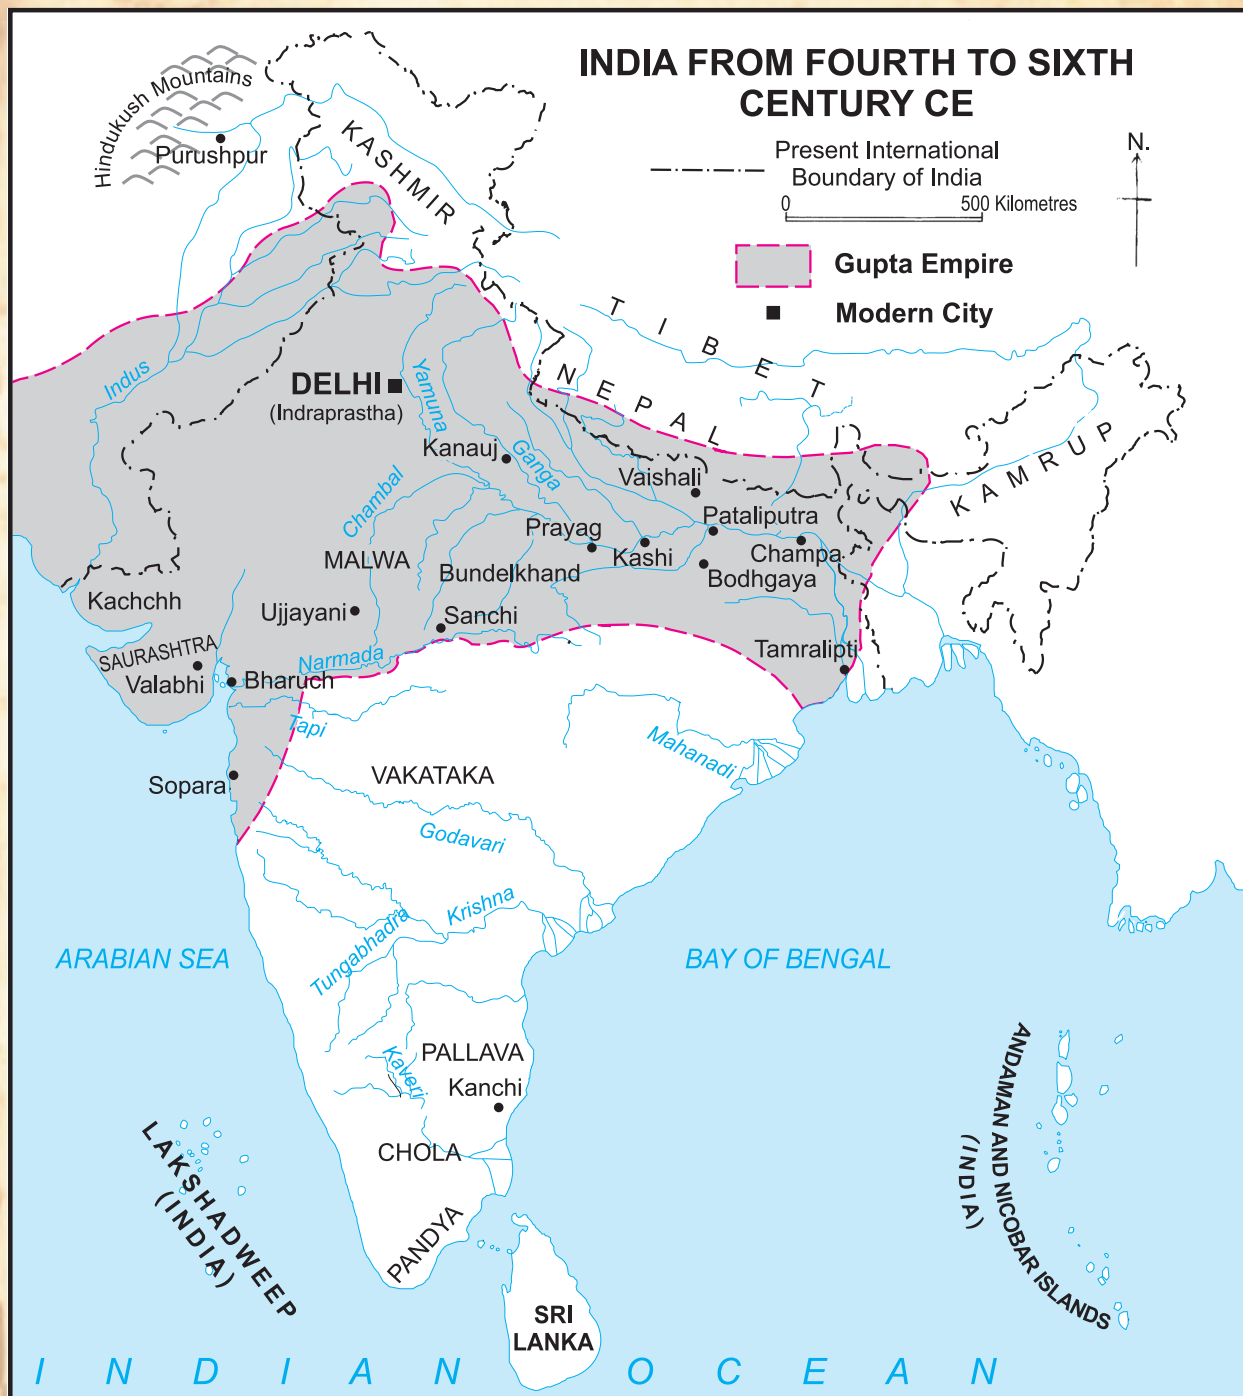 INDIA FROM FOURTH TO SIXTH
CENTURY CE
Present International
Boundary of India
0 500 Kilometres
N.
Gupta Empire
Modern City
Hindukush Mountains
Purushpur
KASHMIR
TIBET
NEPAL
KAMRUP
Indus
DELHI
(Indraprastha)
Yamuna
Kanauj
Ganga
Vaishali
Chambal
Prayag
Pataliputra
Kashi
Champa
MALWA
Bundelkhand
Bodhgaya
Kachchh
Ujjayani
Sanchi
SAURASHTRA
Narmada
Tamralipti
Valabhi
Bharuch
Tapi
Mahanadi
Sopara
VAKATAKA
Godavari
Krishna
Tungabhadra
ARABIAN SEA
BAY OF BENGAL
PALLAVA
Kaveri
Kanchi
CHOLA
PANDYA
LAKSHADWEEP
(INDIA)
ANDAMAN AND NICOBAR ISLANDS
(INDIA)
SRI
LANKA
INDIAN OCEAN